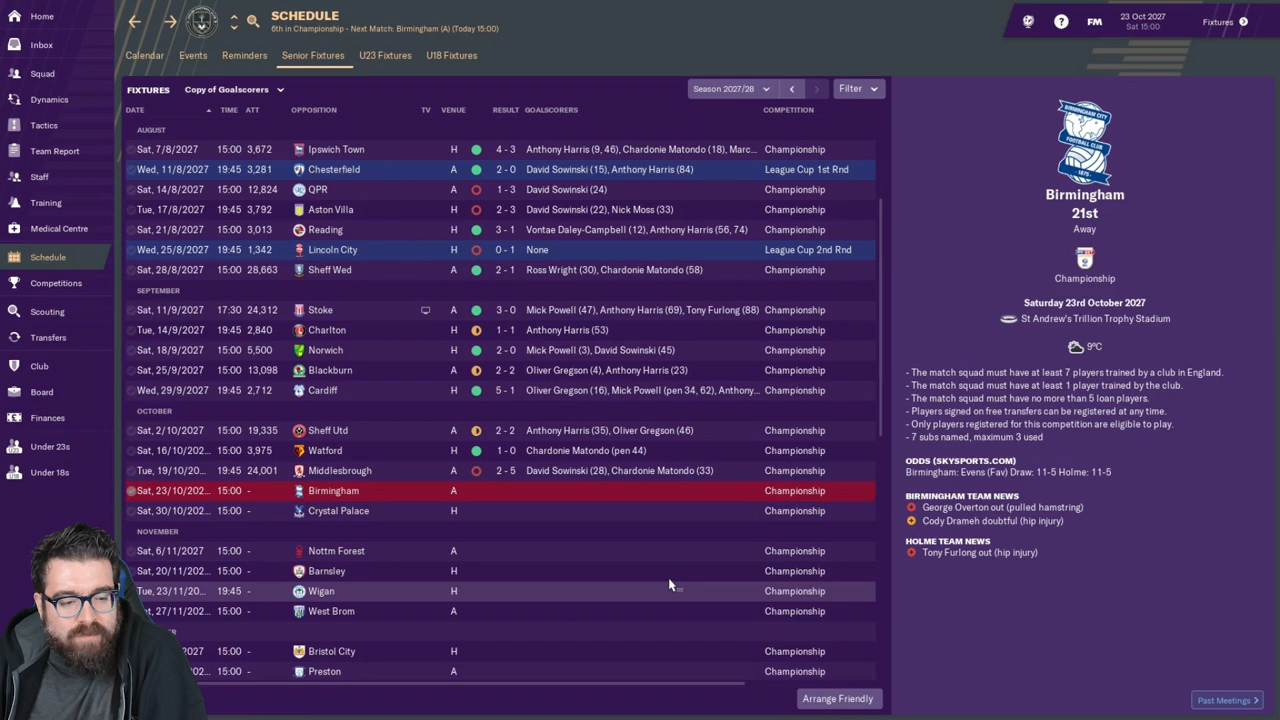 Home
Inbox
Squad
Dynamics
Tactics
Team Report
Staff
Training
Medical Centre
Schedule
Competitions
Scouting
Transfers
Club
Board
Finances
Under 23s
Under 18s
SCHEDULE
6th in Championship - Next Match: Birmingham (A) (Today 15:00)
? FM 23 Oct 2027
Sat 15:00
Fixtures
Calendar Events Reminders Senior Fixtures U23 Fixtures U18 Fixtures
FIXTURES Copy of Goalscorers Season 2027/28 Filter
DATE TIME ATT OPPOSITION TV VENUE RESULT GOALSCORERS COMPETITION
AUGUST
Sat, 7/8/2027 15:00 3,672 Ipswich Town H 4 - 3 Anthony Harris (9, 46), Chardonie Matondo (18), Marc... Championship
Wed, 11/8/2027 19:45 3,281 Chesterfield A 2 - 0 David Sowinski (15), Anthony Harris (84) League Cup 1st Rnd
Sat, 14/8/2027 15:00 12,824 QPR A 1 - 3 David Sowinski (24) Championship
Tue, 17/8/2027 19:45 3,792 Aston Villa H 2 - 3 David Sowinski (22), Nick Moss (33) Championship
Sat, 21/8/2027 15:00 3,013 Reading H 3 - 1 Vontae Daley-Campbell (12), Anthony Harris (56, 74) Championship
Wed, 25/8/2027 19:45 1,342 Lincoln City H 0 - 1 None League Cup 2nd Rnd
Sat, 28/8/2027 15:00 28,663 Sheff Wed A 2 - 1 Ross Wright (30), Chardonie Matondo (58) Championship
SEPTEMBER
Sat, 11/9/2027 17:30 24,312 Stoke A 3 - 0 Mick Powell (47), Anthony Harris (69), Tony Furlong (88) Championship
Tue, 14/9/2027 19:45 2,840 Charlton H 1 - 1 Anthony Harris (53) Championship
Sat, 18/9/2027 15:00 5,500 Norwich H 2 - 0 Mick Powell (3), David Sowinski (45) Championship
Sat, 25/9/2027 15:00 13,098 Blackburn A 2 - 2 Oliver Gregson (4), Anthony Harris (23) Championship
Wed, 29/9/2027 19:45 2,712 Cardiff H 5 - 1 Oliver Gregson (16), Mick Powell (pen 34, 62), Anthony... Championship
OCTOBER
Sat, 2/10/2027 15:00 19,335 Sheff Utd A 2 - 2 Anthony Harris (35), Oliver Gregson (46) Championship
Sat, 16/10/202... 15:00 3,975 Watford H 1 - 0 Chardonie Matondo (pen 44) Championship
Tue, 19/10/20... 19:45 24,001 Middlesbrough A 2 - 5 David Sowinski (28), Chardonie Matondo (33) Championship
Sat, 23/10/202... 15:00 - Birmingham A Championship
Sat, 30/10/202... 15:00 - Crystal Palace H Championship
NOVEMBER
Sat, 6/11/2027 15:00 - Nottm Forest A Championship
Sat, 20/11/202... 15:00 - Barnsley H Championship
Tue, 23/11/20... 19:45 - Wigan H Championship
Sat, 27/11/202... 15:00 - West Brom A Championship
2027 15:00 - Bristol City H Championship
202... 15:00 - Preston A Championship
Arrange Friendly
BIRMINGHAM CITY
FOOTBALL CLUB
1875
Birmingham
21st
Away
Championship
Saturday 23rd October 2027
St Andrew's Trillion Trophy Stadium
9ºC
- The match squad must have at least 7 players trained by a club in England.
- The match squad must have at least 1 player trained by the club.
- The match squad must have no more than 5 loan players.
- Players signed on free transfers can be registered at any time.
- Only players registered for this competition are eligible to play.
- 7 subs named, maximum 3 used
ODDS (SKYSPORTS.COM)
Birmingham: Evens (Fav) Draw: 11-5 Holme: 11-5
BIRMINGHAM TEAM NEWS
George Overton out (pulled hamstring)
Cody Drameh doubtful (hip injury)
HOLME TEAM NEWS
Tony Furlong out (hip injury)
Past Meetings